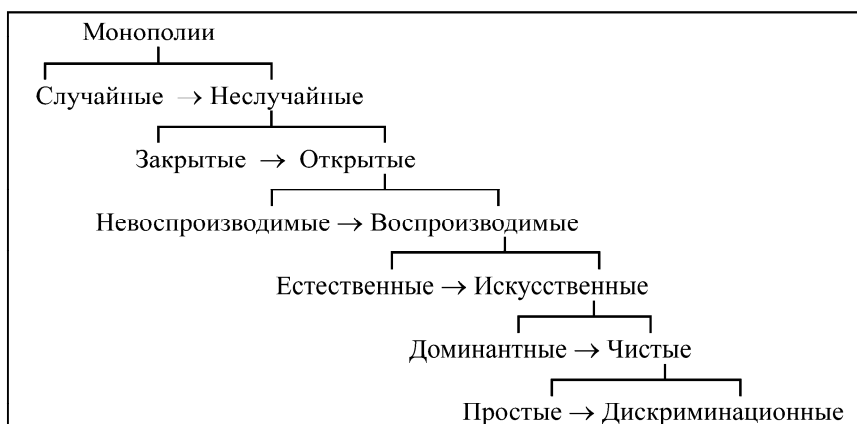 Монополии
Случайные → Неслучайные
Закрытые → Открытые
Невоспроизводимые → Воспроизводимые
Естественные → Искусственные
Доминантные → Чистые
Простые → Дискриминационные